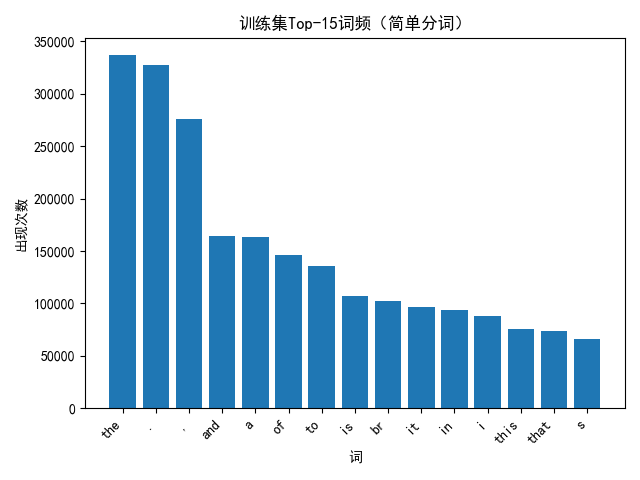 训练集Top-15词频（简单分词）
出现次数
350000
300000
250000
200000
150000
100000
50000
0
the
.
,
and
a
of
to
is
br
it
in
i
this
that
s
词